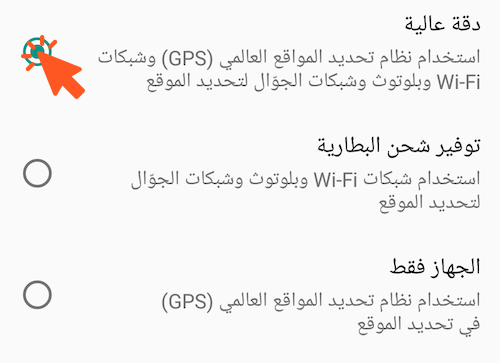 دقة عالية
استخدام نظام تحديد المواقع العالمي (GPS) وشبكات
Wi-Fi وبلوتوث وشبكات الجوّال لتحديد الموقع
توفير شحن البطارية
استخدام شبكات Wi-Fi وبلوتوث وشبكات الجوّال
لتحديد الموقع
الجهاز فقط
استخدام نظام تحديد المواقع العالمي (GPS)
في تحديد الموقع